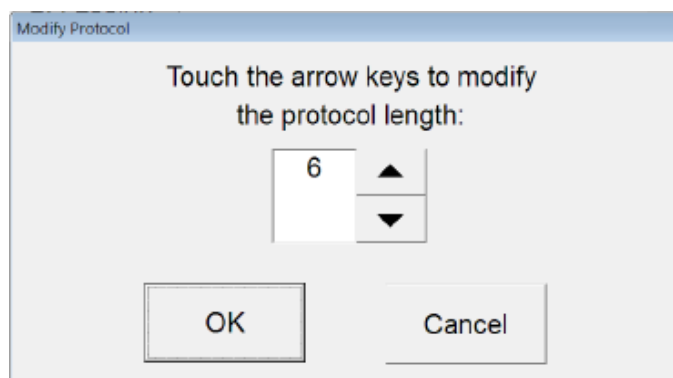 Modify Protocol
Touch the arrow keys to modify
the protocol length:
6
OK
Cancel